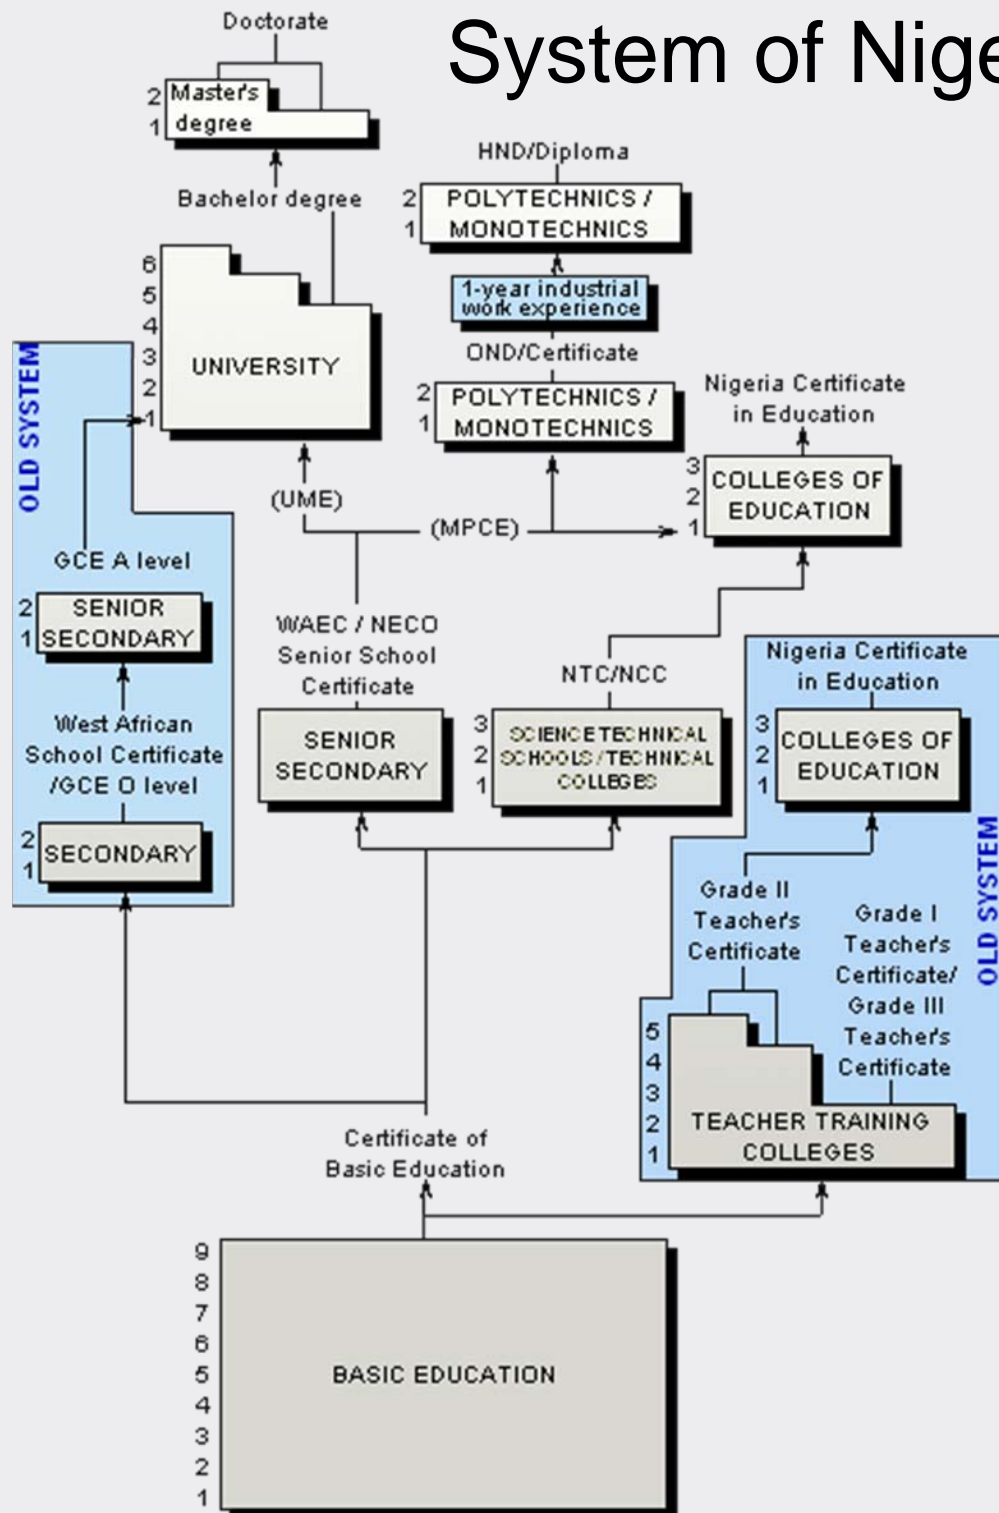 System of Nige
Doctorate
2
1
Master's
degree
Bachelor degree
6
5
4
3
2
1
UNIVERSITY
HND/Diploma
2
1
POLYTECHNICS /
MONOTECHNICS
1-year industrial
work experience
OND/Certificate
2
1
POLYTECHNICS /
MONOTECHNICS
Nigeria Certificate
in Education
3
2
1
COLLEGES OF
EDUCATION
(UME)
(MPCE)
OLD SYSTEM
GCE A level
2
1
SENIOR
SECONDARY
West African
School Certificate
/GCE O level
2
1
SECONDARY
WAEC / NECO
Senior School
Certificate
SENIOR
SECONDARY
NTC/NCC
3
2
1
SCIENCE TECHNICAL
SCHOOLS / TECHNICAL
COLLEGES
Nigeria Certificate
in Education
3
2
1
COLLEGES OF
EDUCATION
OLD SYSTEM
Grade II
Teacher's
Certificate
Grade I
Teacher's
Certificate/
Grade III
Teacher's
Certificate
5
4
3
2
1
TEACHER TRAINING
COLLEGES
Certificate of
Basic Education
9
8
7
6
5
4
3
2
1
BASIC EDUCATION